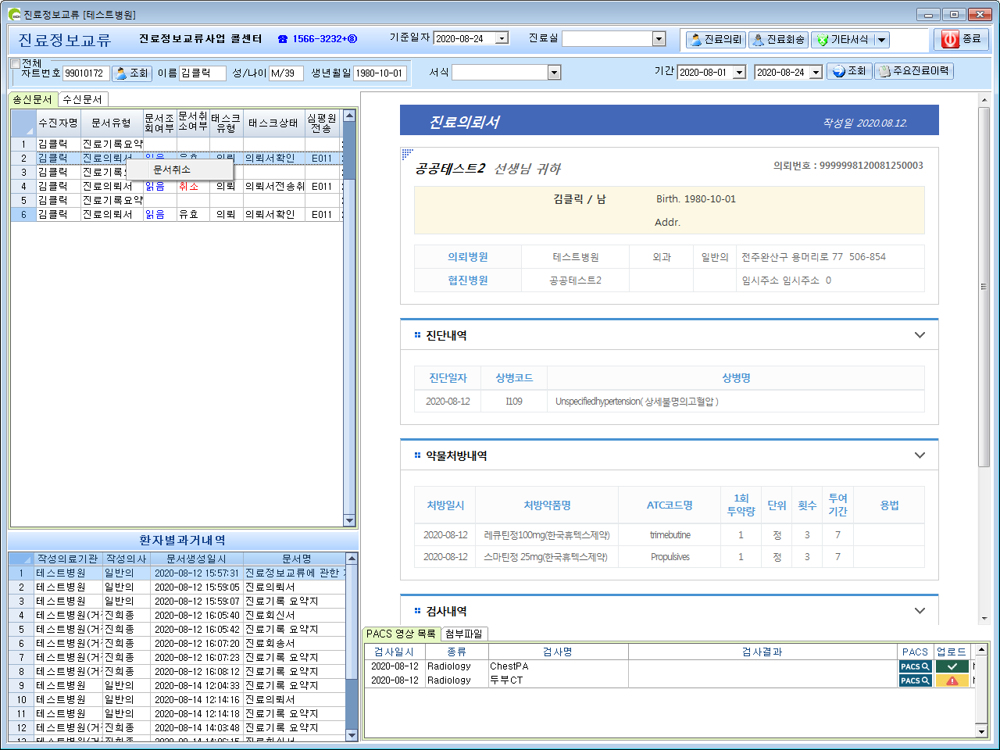 진료정보교류 [테스트병원]
진료정보교류 진료정보교류사업 콜센터 ☎ 1566-3232+⑧ 기준일자 2020-08-24 진료실 진료의뢰 진료회송 기타서식 종료
전체
차트번호 99010172 조회 이름 김클릭 성/나이 M/39 생년월일 1980-10-01 서식 기간 2020-08-01 2020-08-24 조회 주요진료이력
송신문서 수신문서
수진자명 문서유형 문서조회여부 문서취소여부 태스크유형 태스크상태 심평원전송
1 김클릭 진료기록요약
2 김클릭 진료의뢰서 읽음 유효 의뢰 의뢰서확인 E011
3 김클릭 진료기록
4 김클릭 진료의뢰서 읽음 취소 의뢰 의뢰서전송취 E011
5 김클릭 진료기록요약
6 김클릭 진료의뢰서 읽음 유효 의뢰 의뢰서확인 E011
문서취소
환자별과거내역
작성의료기관 작성의사 문서생성일시 문서명
1 테스트병원 일반의 2020-08-12 15:57:31 진료정보교류에 관한
2 테스트병원 일반의 2020-08-12 15:59:05 진료의뢰서
3 테스트병원 일반의 2020-08-12 15:59:07 진료기록 요약지
4 테스트병원(거 진희종 2020-08-12 16:05:40 진료회신서
5 테스트병원(거 진희종 2020-08-12 16:05:42 진료기록 요약지
6 테스트병원(거 진희종 2020-08-12 16:07:20 진료회송서
7 테스트병원(거 진희종 2020-08-12 16:07:23 진료기록 요약지
8 테스트병원(거 진희종 2020-08-12 16:08:12 진료기록 요약지
9 테스트병원 일반의 2020-08-14 12:04:33 진료기록 요약지
10 테스트병원 일반의 2020-08-14 12:14:16 진료의뢰서
11 테스트병원 일반의 2020-08-14 12:14:18 진료기록 요약지
12 테스트병원(거 진희종 2020-08-14 14:03:48 진료기록 요약지
13 테스트병원(거 진희종 2020-08-14 14:06:15 진료회신서
진료의뢰서 작성일 2020.08.12.
공공테스트2 선생님 귀하 의뢰번호 : 9999998120081250003
김클릭 / 남 Birth. 1980-10-01
Addr.
의뢰병원 테스트병원 외과 일반의 전주완산구 용머리로 77 506-854
협진병원 공공테스트2 임시주소 임시주소 0
진단내역
진단일자 상병코드 상병명
2020-08-12 I109 Unspecifiedhypertension( 상세불명의고혈압 )
약물처방내역
처방일시 처방약품명 ATC코드명 1회 투약량 단위 횟수 투여 기간 용법
2020-08-12 레큐틴정100mg(한국휴텍스제약) trimebutine 1 정 3 7
2020-08-12 스마틴정 25mg(한국휴텍스제약) Propulsives 1 정 3 7
검사내역
PACS 영상 목록 첨부파일
검사일시 종류 검사명 검사결과 PACS 업로드
2020-08-12 Radiology ChestPA PACS
2020-08-12 Radiology 두부CT PACS